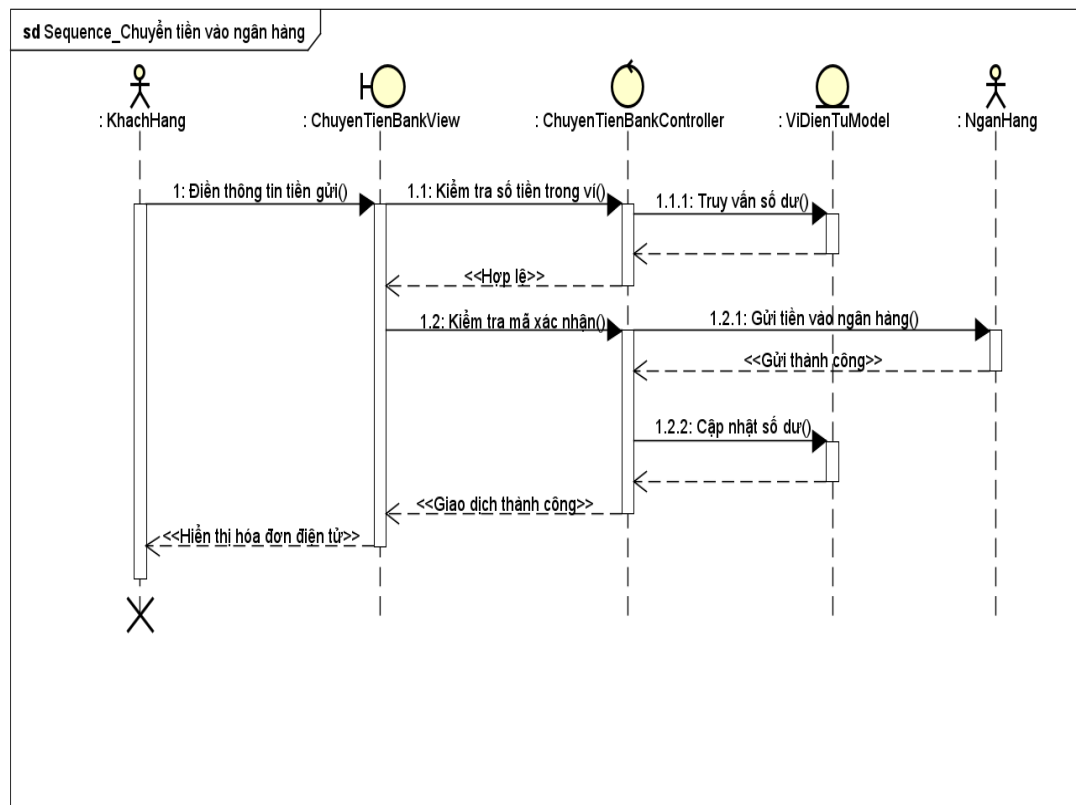 sd Sequence_Chuyển tiền vào ngân hàng
: KhachHang
: ChuyenTienBankView
: ChuyenTienBankController
: ViDienTuModel
: NganHang
1: Điền thông tin tiền gửi()
1.1: Kiểm tra số tiền trong ví()
1.1.1: Truy vấn số dư()
<<Hợp lệ>>
1.2: Kiểm tra mã xác nhận()
1.2.1: Gửi tiền vào ngân hàng()
<<Gửi thành công>>
1.2.2: Cập nhật số dư()
<<Giao dịch thành công>>
<<Hiển thị hóa đơn điện tử>>